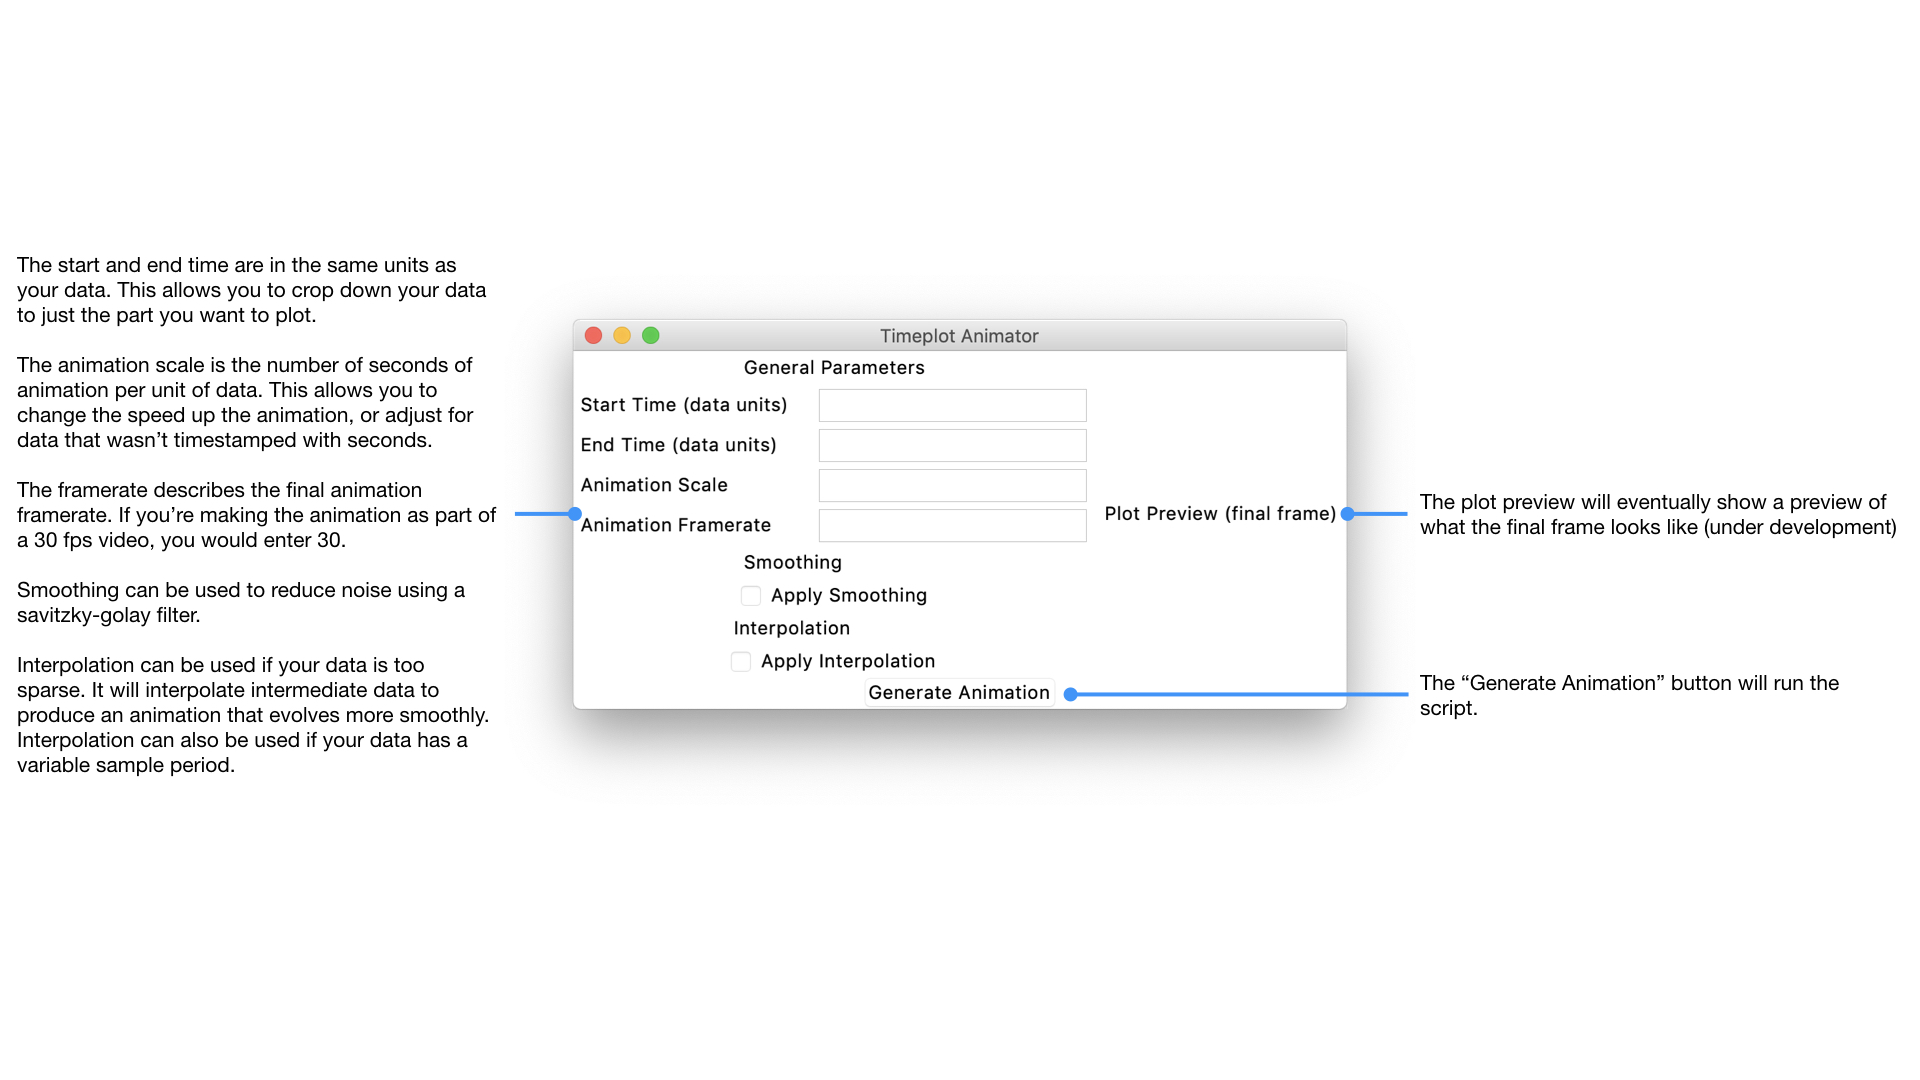 The start and end time are in the same units as
your data. This allows you to crop down your data
to just the part you want to plot.
The animation scale is the number of seconds of
animation per unit of data. This allows you to
change the speed up the animation, or adjust for
data that wasn’t timestamped with seconds.
The framerate describes the final animation
framerate. If you’re making the animation as part of
a 30 fps video, you would enter 30.
Smoothing can be used to reduce noise using a
savitzky-golay filter.
Interpolation can be used if your data is too
sparse. It will interpolate intermediate data to
produce an animation that evolves more smoothly.
Interpolation can also be used if your data has a
variable sample period.
Timeplot Animator
General Parameters
Start Time (data units)
End Time (data units)
Animation Scale
Animation Framerate
Smoothing
Apply Smoothing
Interpolation
Apply Interpolation
Generate Animation
Plot Preview (final frame)
The plot preview will eventually show a preview of
what the final frame looks like (under development)
The “Generate Animation” button will run the
script.